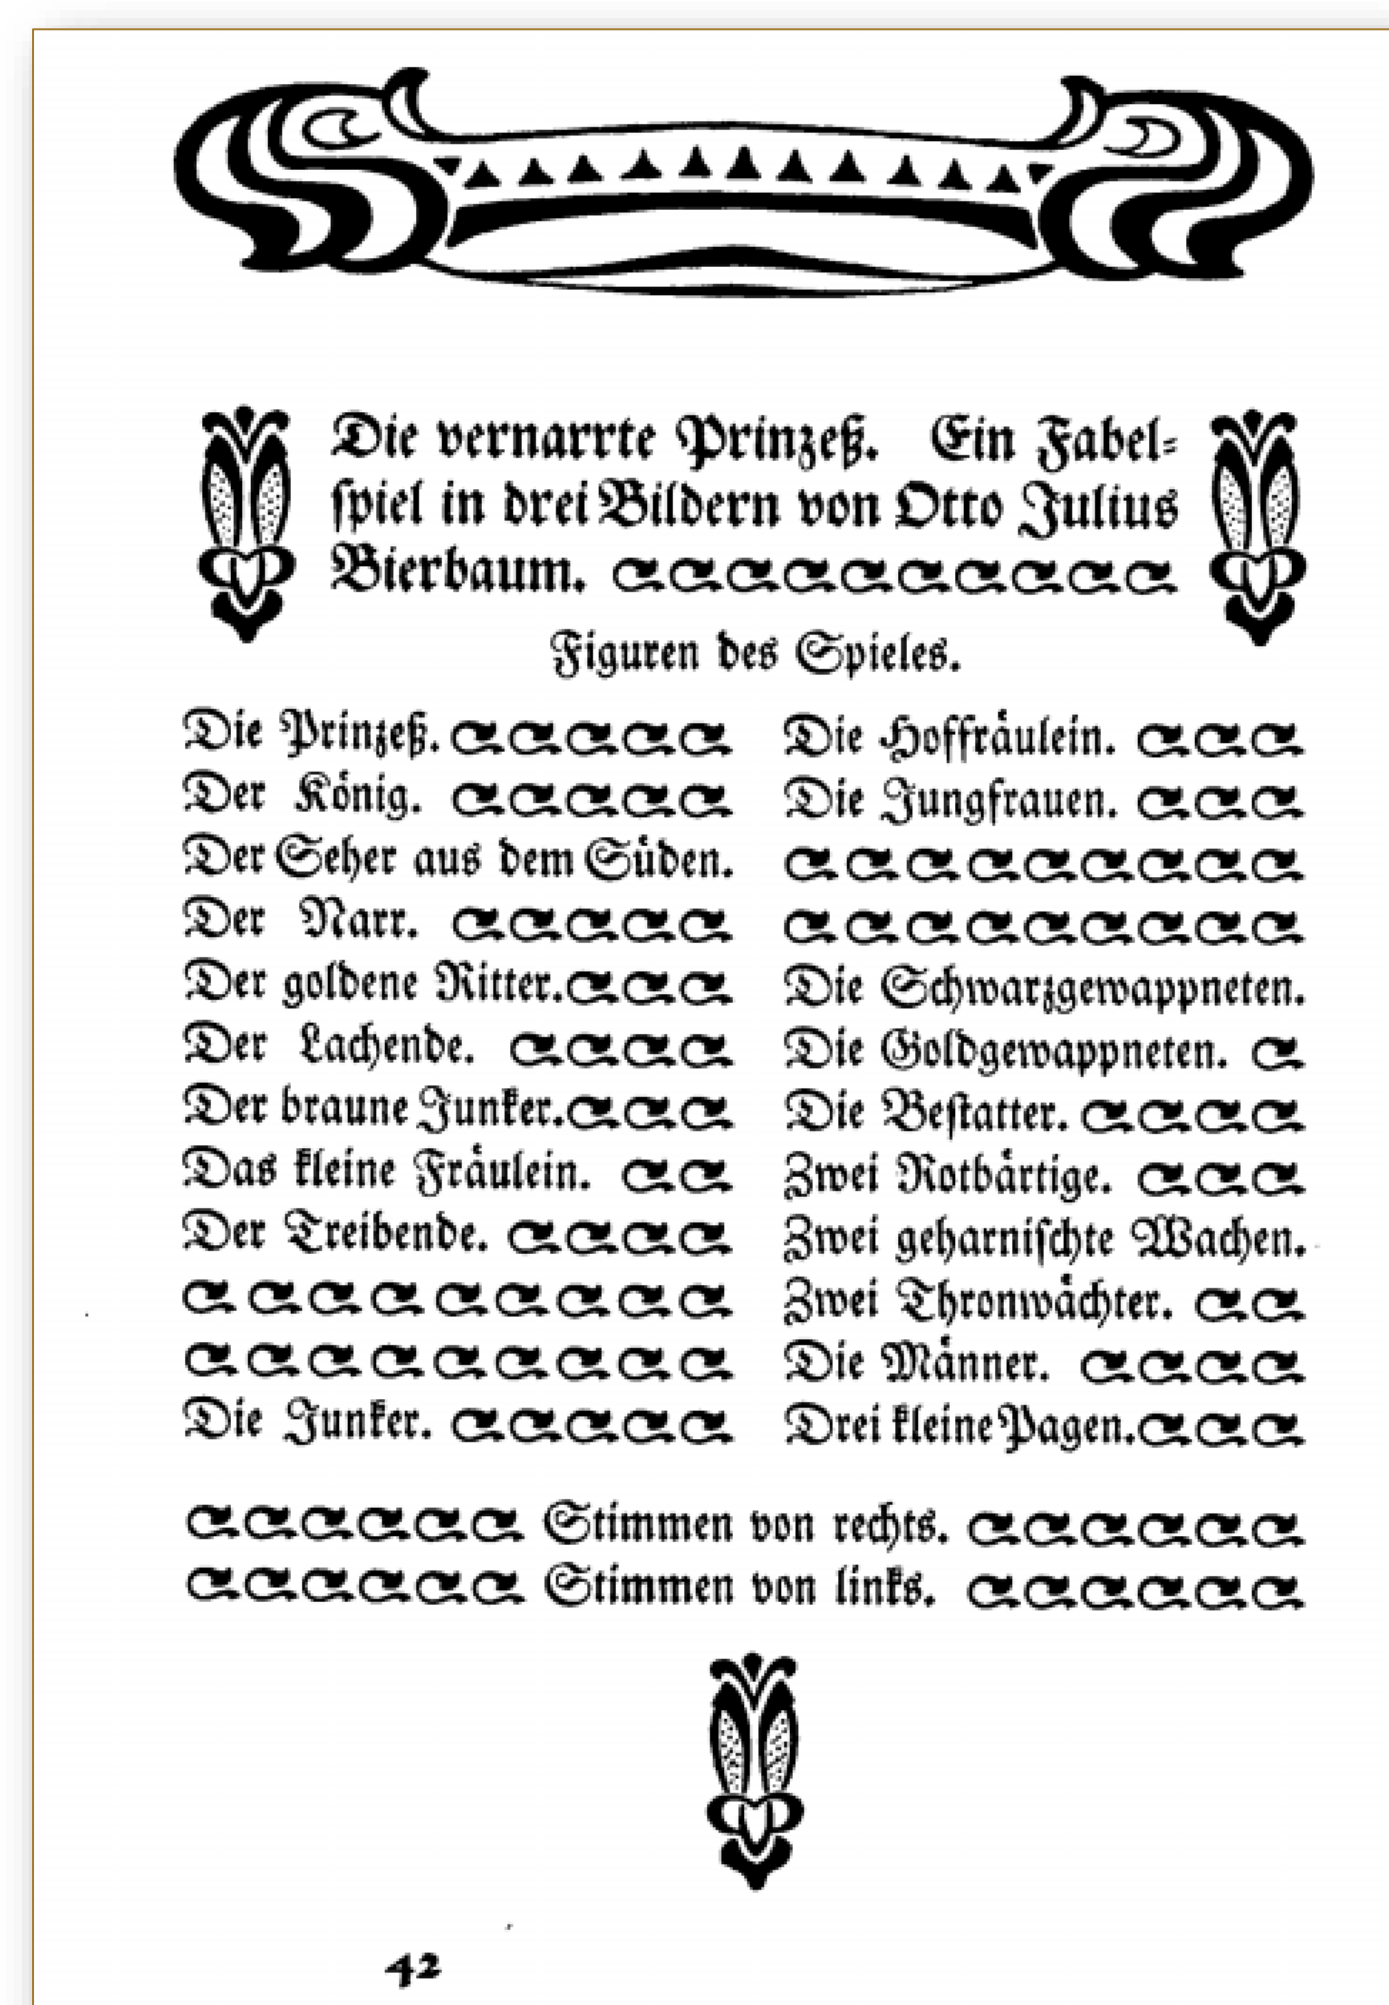 Die vernarrte Prinzeß. Ein Fabel-
spiel in drei Bildern von Otto Julius
Bierbaum.
Figuren des Spieles.
Die Prinzeß.
Der König.
Der Seher aus dem Süden.
Der Narr.
Der goldene Ritter.
Der Lachende.
Der braune Junker.
Das kleine Fräulein.
Der Treibende.
Die Junker.
Die Hoffräulein.
Die Jungfrauen.
Die Schwarzgewappneten.
Die Goldgewappneten.
Die Bestatter.
Zwei Rotbärtige.
Zwei geharnischte Wachen.
Zwei Thronwächter.
Die Männer.
Drei kleine Pagen.
Stimmen von rechts.
Stimmen von links.
42